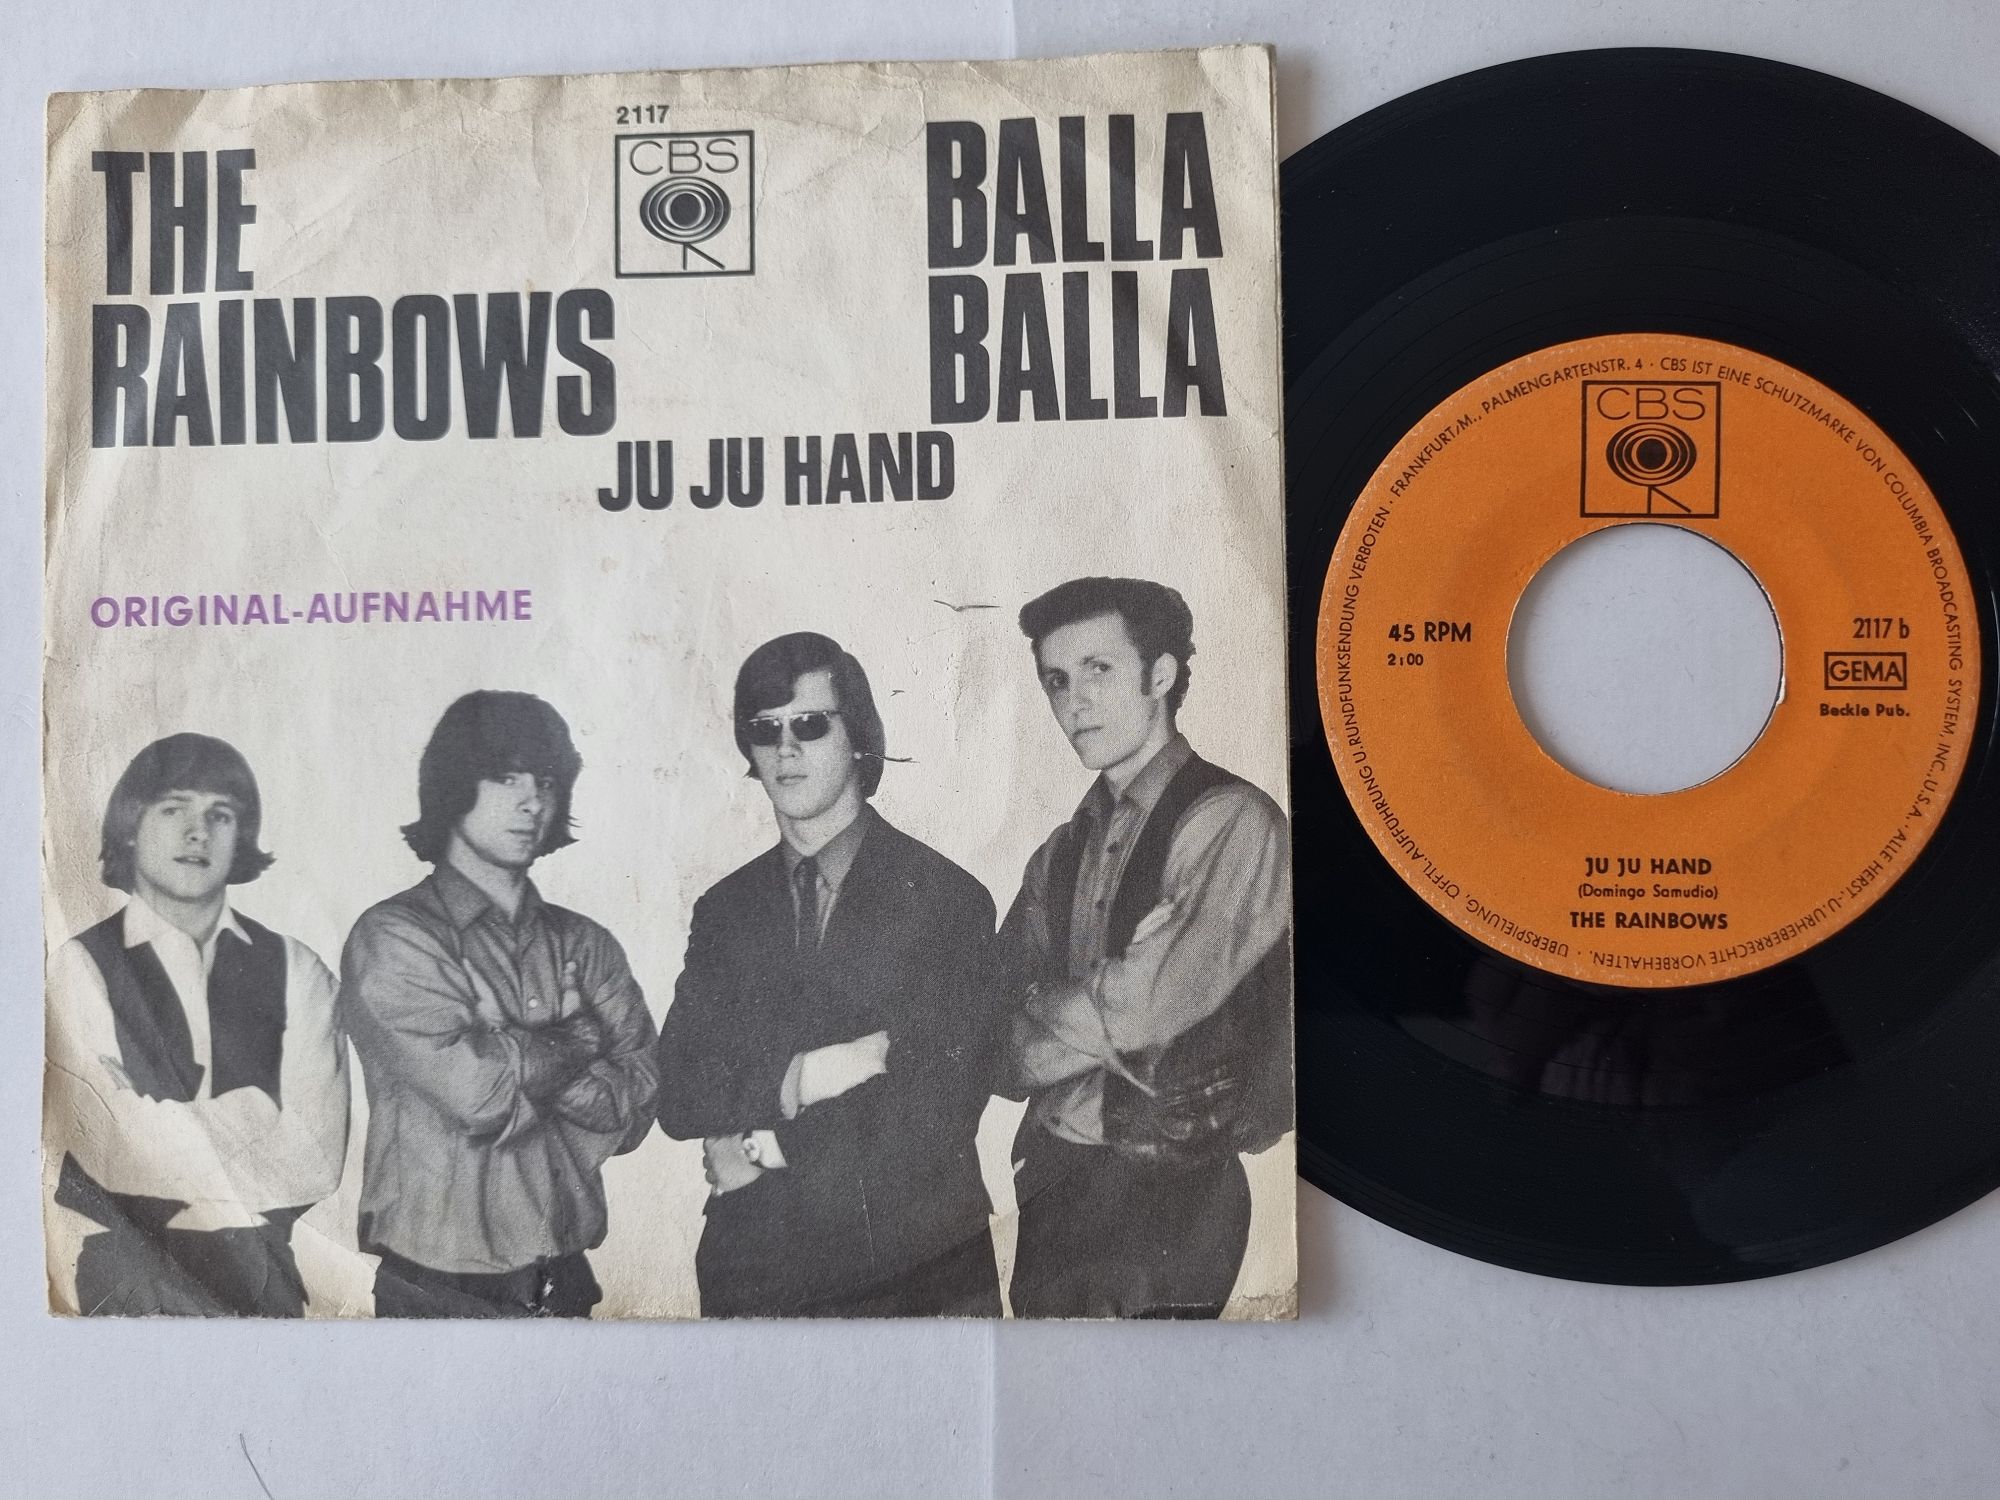 2117
CBS
THE
RAINBOWS
BALLA
BALLA
JU JU HAND
ORIGINAL-AUFNAHME
FRANKFURT/M., PALMENGARTENSTR. 4 · CBS IST EINE SCHUTZMARKE VON COLUMBIA BROADCASTING SYSTEM, INC., U.S.A. · ALLE HERST.-U. URHEBERRECHTE VORBEHALTEN. · ÜBERSPIELUNG, ÖFFTL. AUFFÜHRUNG U. RUNDFUNKSENDUNG VERBOTEN ·
CBS
45 RPM
2:00
2117 b
GEMA
Beckie Pub.
JU JU HAND
(Domingo Samudio)
THE RAINBOWS